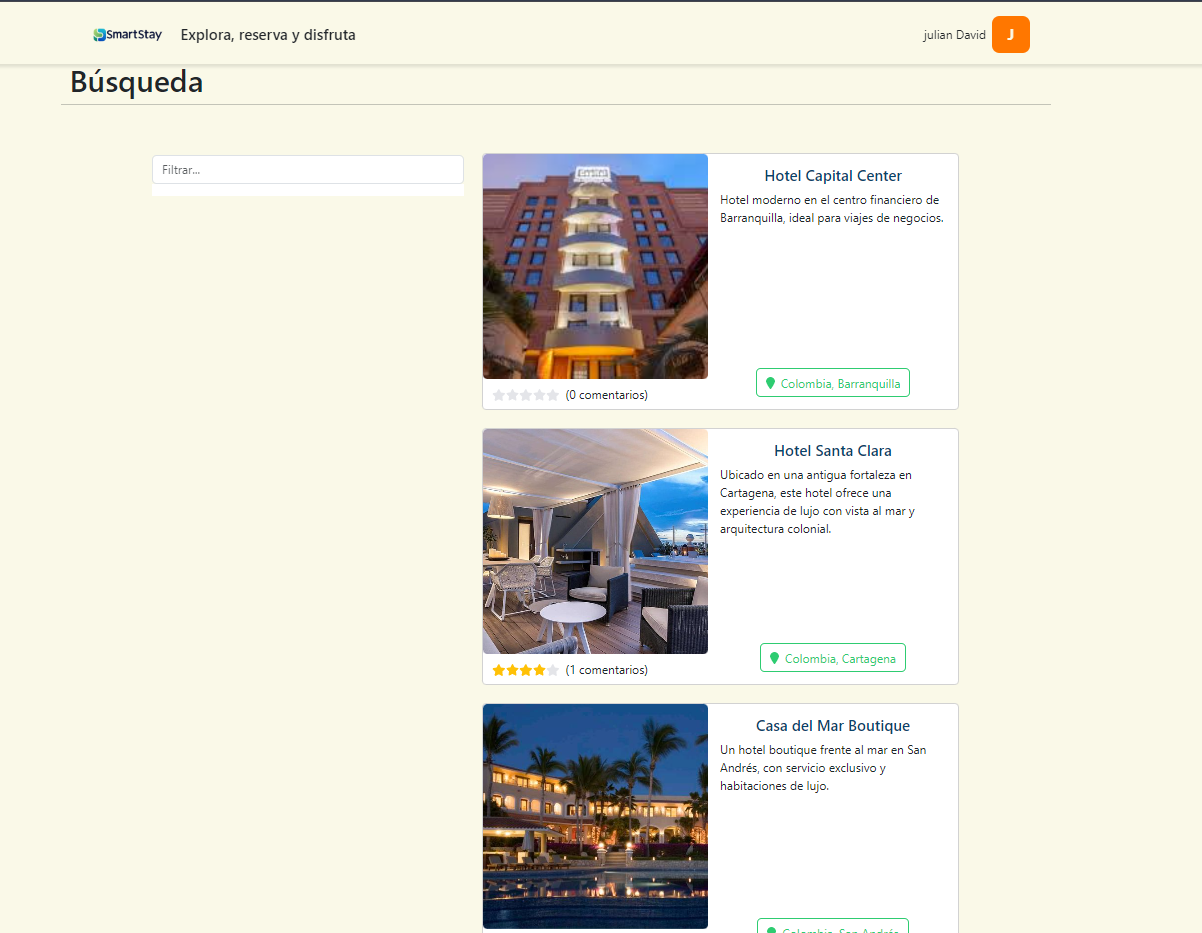 SmartStay
Explora, reserva y disfruta
julian David
J
Búsqueda
Filtrar...
Hotel Capital Center
Hotel moderno en el centro financiero de
Barranquilla, ideal para viajes de negocios.
Colombia, Barranquilla
(0 comentarios)
Hotel Santa Clara
Ubicado en una antigua fortaleza en
Cartagena, este hotel ofrece una
experiencia de lujo con vista al mar y
arquitectura colonial.
Colombia, Cartagena
(1 comentarios)
Casa del Mar Boutique
Un hotel boutique frente al mar en San
Andrés, con servicio exclusivo y
habitaciones de lujo.
Colombia, San Andrés